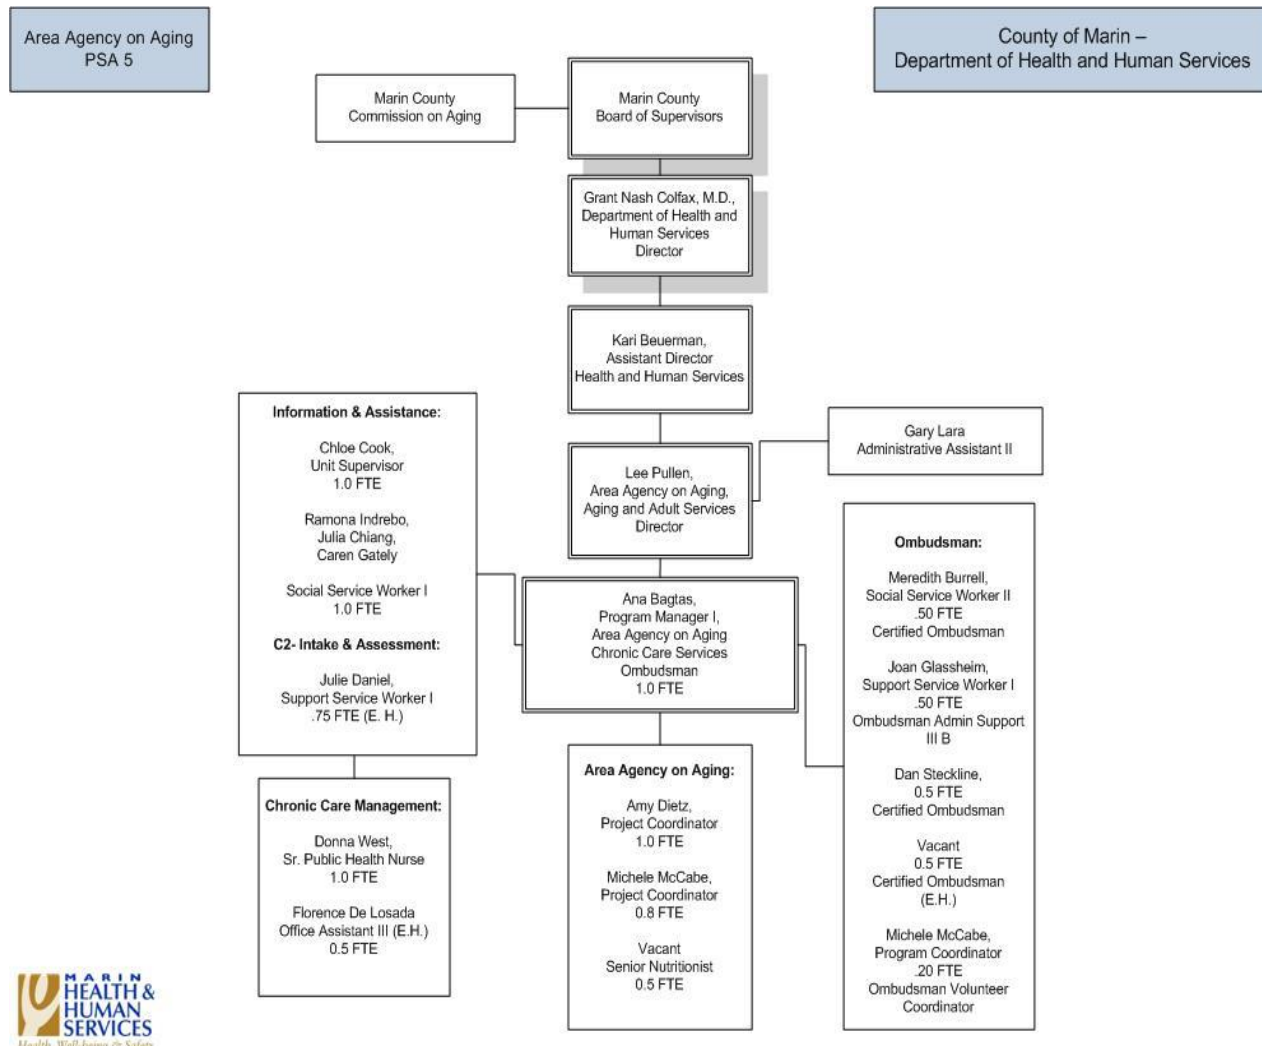 Area Agency on Aging
PSA 5
County of Marin –
Department of Health and Human Services
Marin County
Commission on Aging
Marin County
Board of Supervisors
Grant Nash Colfax, M.D.,
Department of Health and
Human Services
Director
Kari Beuerman,
Assistant Director
Health and Human Services
Gary Lara
Administrative Assistant II
Lee Pullen,
Area Agency on Aging,
Aging and Adult Services
Director
Information & Assistance:
Chloe Cook,
Unit Supervisor
1.0 FTE
Ramona Indrebo,
Julia Chiang,
Caren Gately
Social Service Worker I
1.0 FTE
C2- Intake & Assessment:
Julie Daniel,
Support Service Worker I
.75 FTE (E. H.)
Ana Bagtas,
Program Manager I,
Area Agency on Aging
Chronic Care Services
Ombudsman
1.0 FTE
Ombudsman:
Meredith Burrell,
Social Service Worker II
.50 FTE
Certified Ombudsman
Joan Glassheim,
Support Service Worker I
.50 FTE
Ombudsman Admin Support
III B
Dan Steckline,
0.5 FTE
Certified Ombudsman
Vacant
0.5 FTE
Certified Ombudsman
(E.H.)
Michele McCabe,
Program Coordinator
.20 FTE
Ombudsman Volunteer
Coordinator
Chronic Care Management:
Donna West,
Sr. Public Health Nurse
1.0 FTE
Florence De Losada
Office Assistant III (E.H.)
0.5 FTE
Area Agency on Aging:
Amy Dietz,
Project Coordinator
1.0 FTE
Michele McCabe,
Project Coordinator
0.8 FTE
Vacant
Senior Nutritionist
0.5 FTE
MARIN
HEALTH &
HUMAN
SERVICES
Health, Well-being & Safety